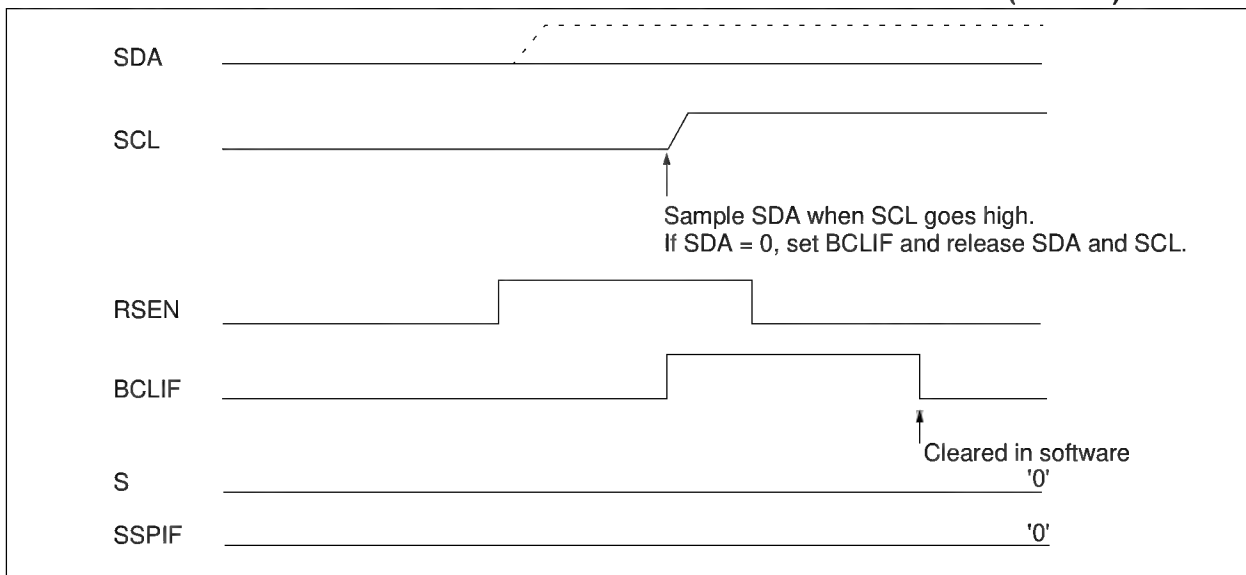 SDA
SCL
Sample SDA when SCL goes high.
If SDA = 0, set BCLIF and release SDA and SCL.
RSEN
BCLIF
Cleared in software
S '0'
SSPIF '0'